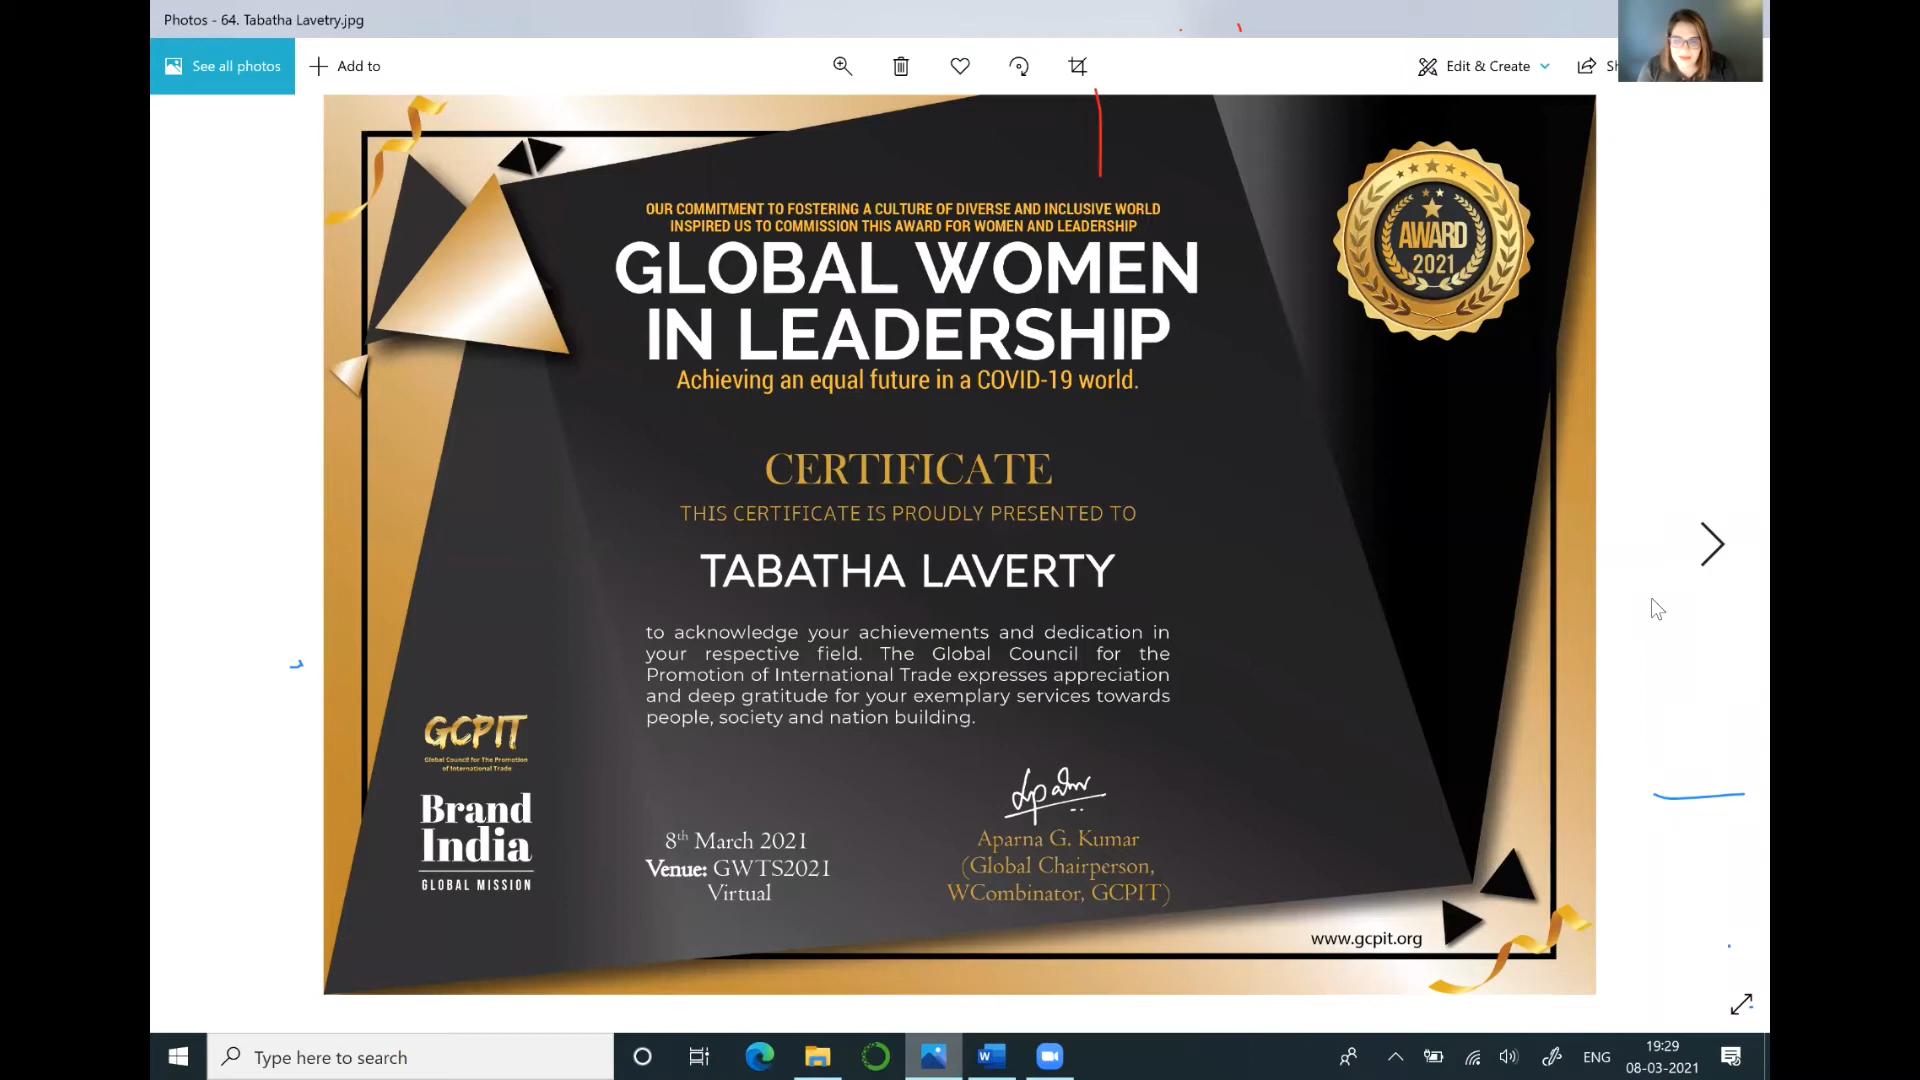 Photos - 64. Tabatha Lavetry.jpg
See all photos
Add to
Edit & Create
OUR COMMITMENT TO FOSTERING A CULTURE OF DIVERSE AND INCLUSIVE WORLD
INSPIRED US TO COMMISSION THIS AWARD FOR WOMEN AND LEADERSHIP
GLOBAL WOMEN
IN LEADERSHIP
Achieving an equal future in a COVID-19 world.
AWARD
2021
CERTIFICATE
THIS CERTIFICATE IS PROUDLY PRESENTED TO
TABATHA LAVERTY
to acknowledge your achievements and dedication in
your respective field. The Global Council for the
Promotion of International Trade expresses appreciation
and deep gratitude for your exemplary services towards
people, society and nation building.
GCPIT
Global Council for The Promotion
of International Trade
Brand
India
GLOBAL MISSION
8th March 2021
Venue: GWTS2021
Virtual
Aparna G. Kumar
(Global Chairperson,
WCombinator, GCPIT)
www.gcpit.org
Type here to search
ENG
19:29
08-03-2021